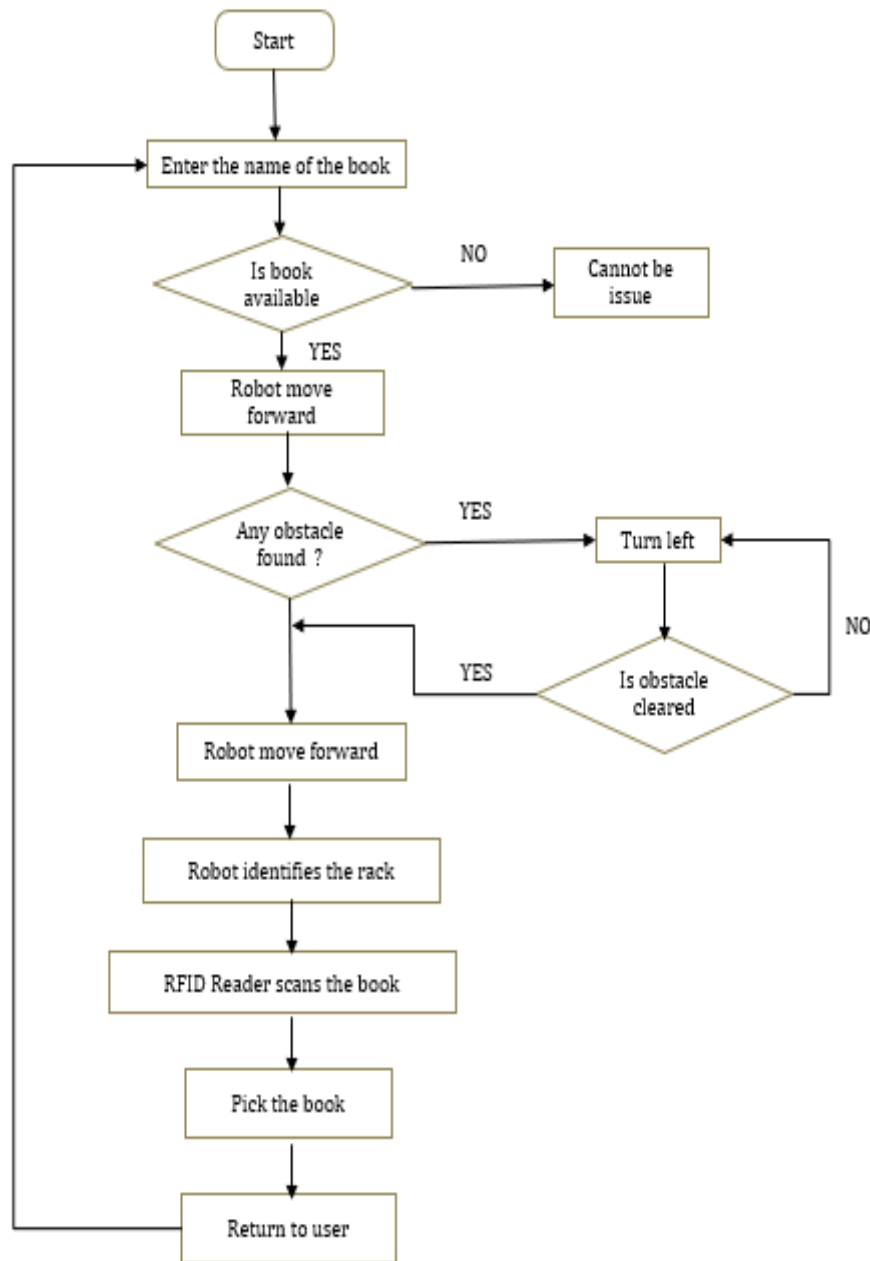 Start
Enter the name of the book
Is book
available
NO
Cannot be
issue
YES
Robot move
forward
Any obstacle
found ?
YES
Turn left
NO
YES
Is obstacle
cleared
Robot move forward
Robot identifies the rack
RFID Reader scans the book
Pick the book
Return to user